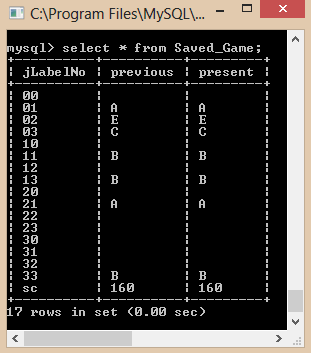 C:\Program Files\MySQL\...
mysql> select * from Saved_Game;
+-----------+----------+---------+
| jLabelNo | previous | present |
+-----------+----------+---------+
| 00 | | |
| 01 | A | A |
| 02 | E | E |
| 03 | C | C |
| 10 | | |
| 11 | B | B |
| 12 | | |
| 13 | B | B |
| 20 | | |
| 21 | A | A |
| 22 | | |
| 23 | | |
| 30 | | |
| 31 | | |
| 32 | | |
| 33 | B | B |
| sc | 160 | 160 |
+-----------+----------+---------+
17 rows in set (0.00 sec)